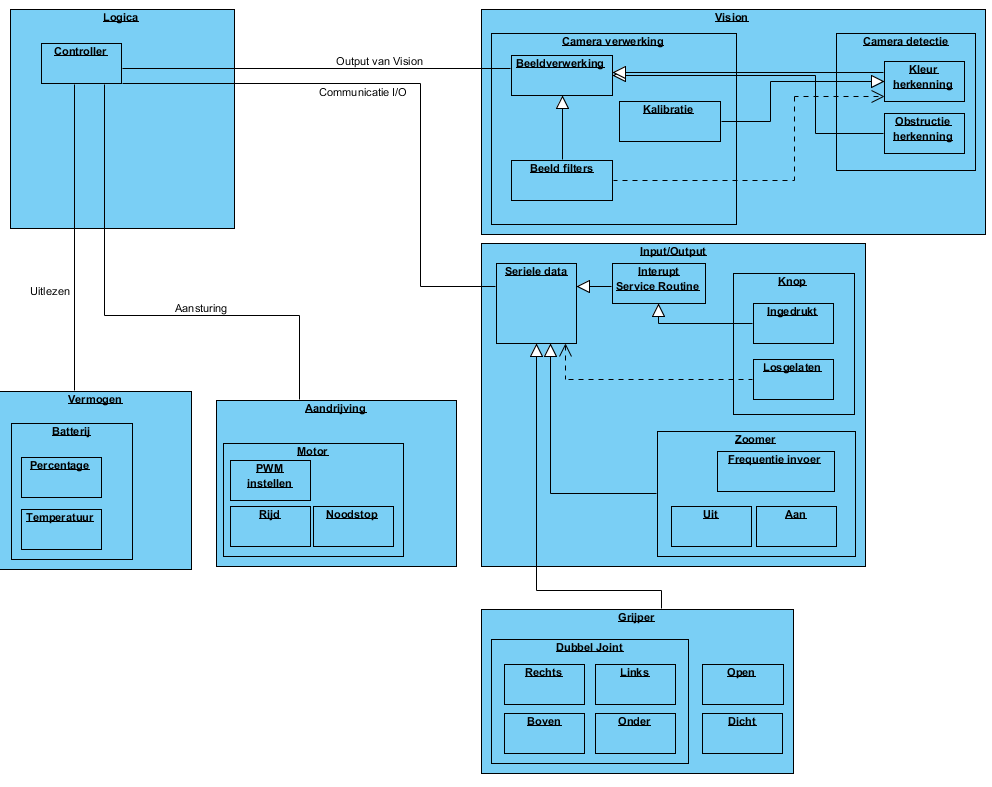 Logica
Controller
Output van Vision
Communicatie I/O
Vision
Camera verwerking
Beeldverwerking
Kalibratie
Beeld filters
Camera detectie
Kleur
herkenning
Obstructie
herkenning
Input/Output
Seriele data
Interupt
Service Routine
Knop
Ingedrukt
Losgelaten
Zoomer
Frequentie invoer
Uit
Aan
Uitlezen
Aansturing
Vermogen
Batterij
Percentage
Temperatuur
Aandrijving
Motor
PWM
instellen
Rijd
Noodstop
Grijper
Dubbel Joint
Rechts
Links
Boven
Onder
Open
Dicht